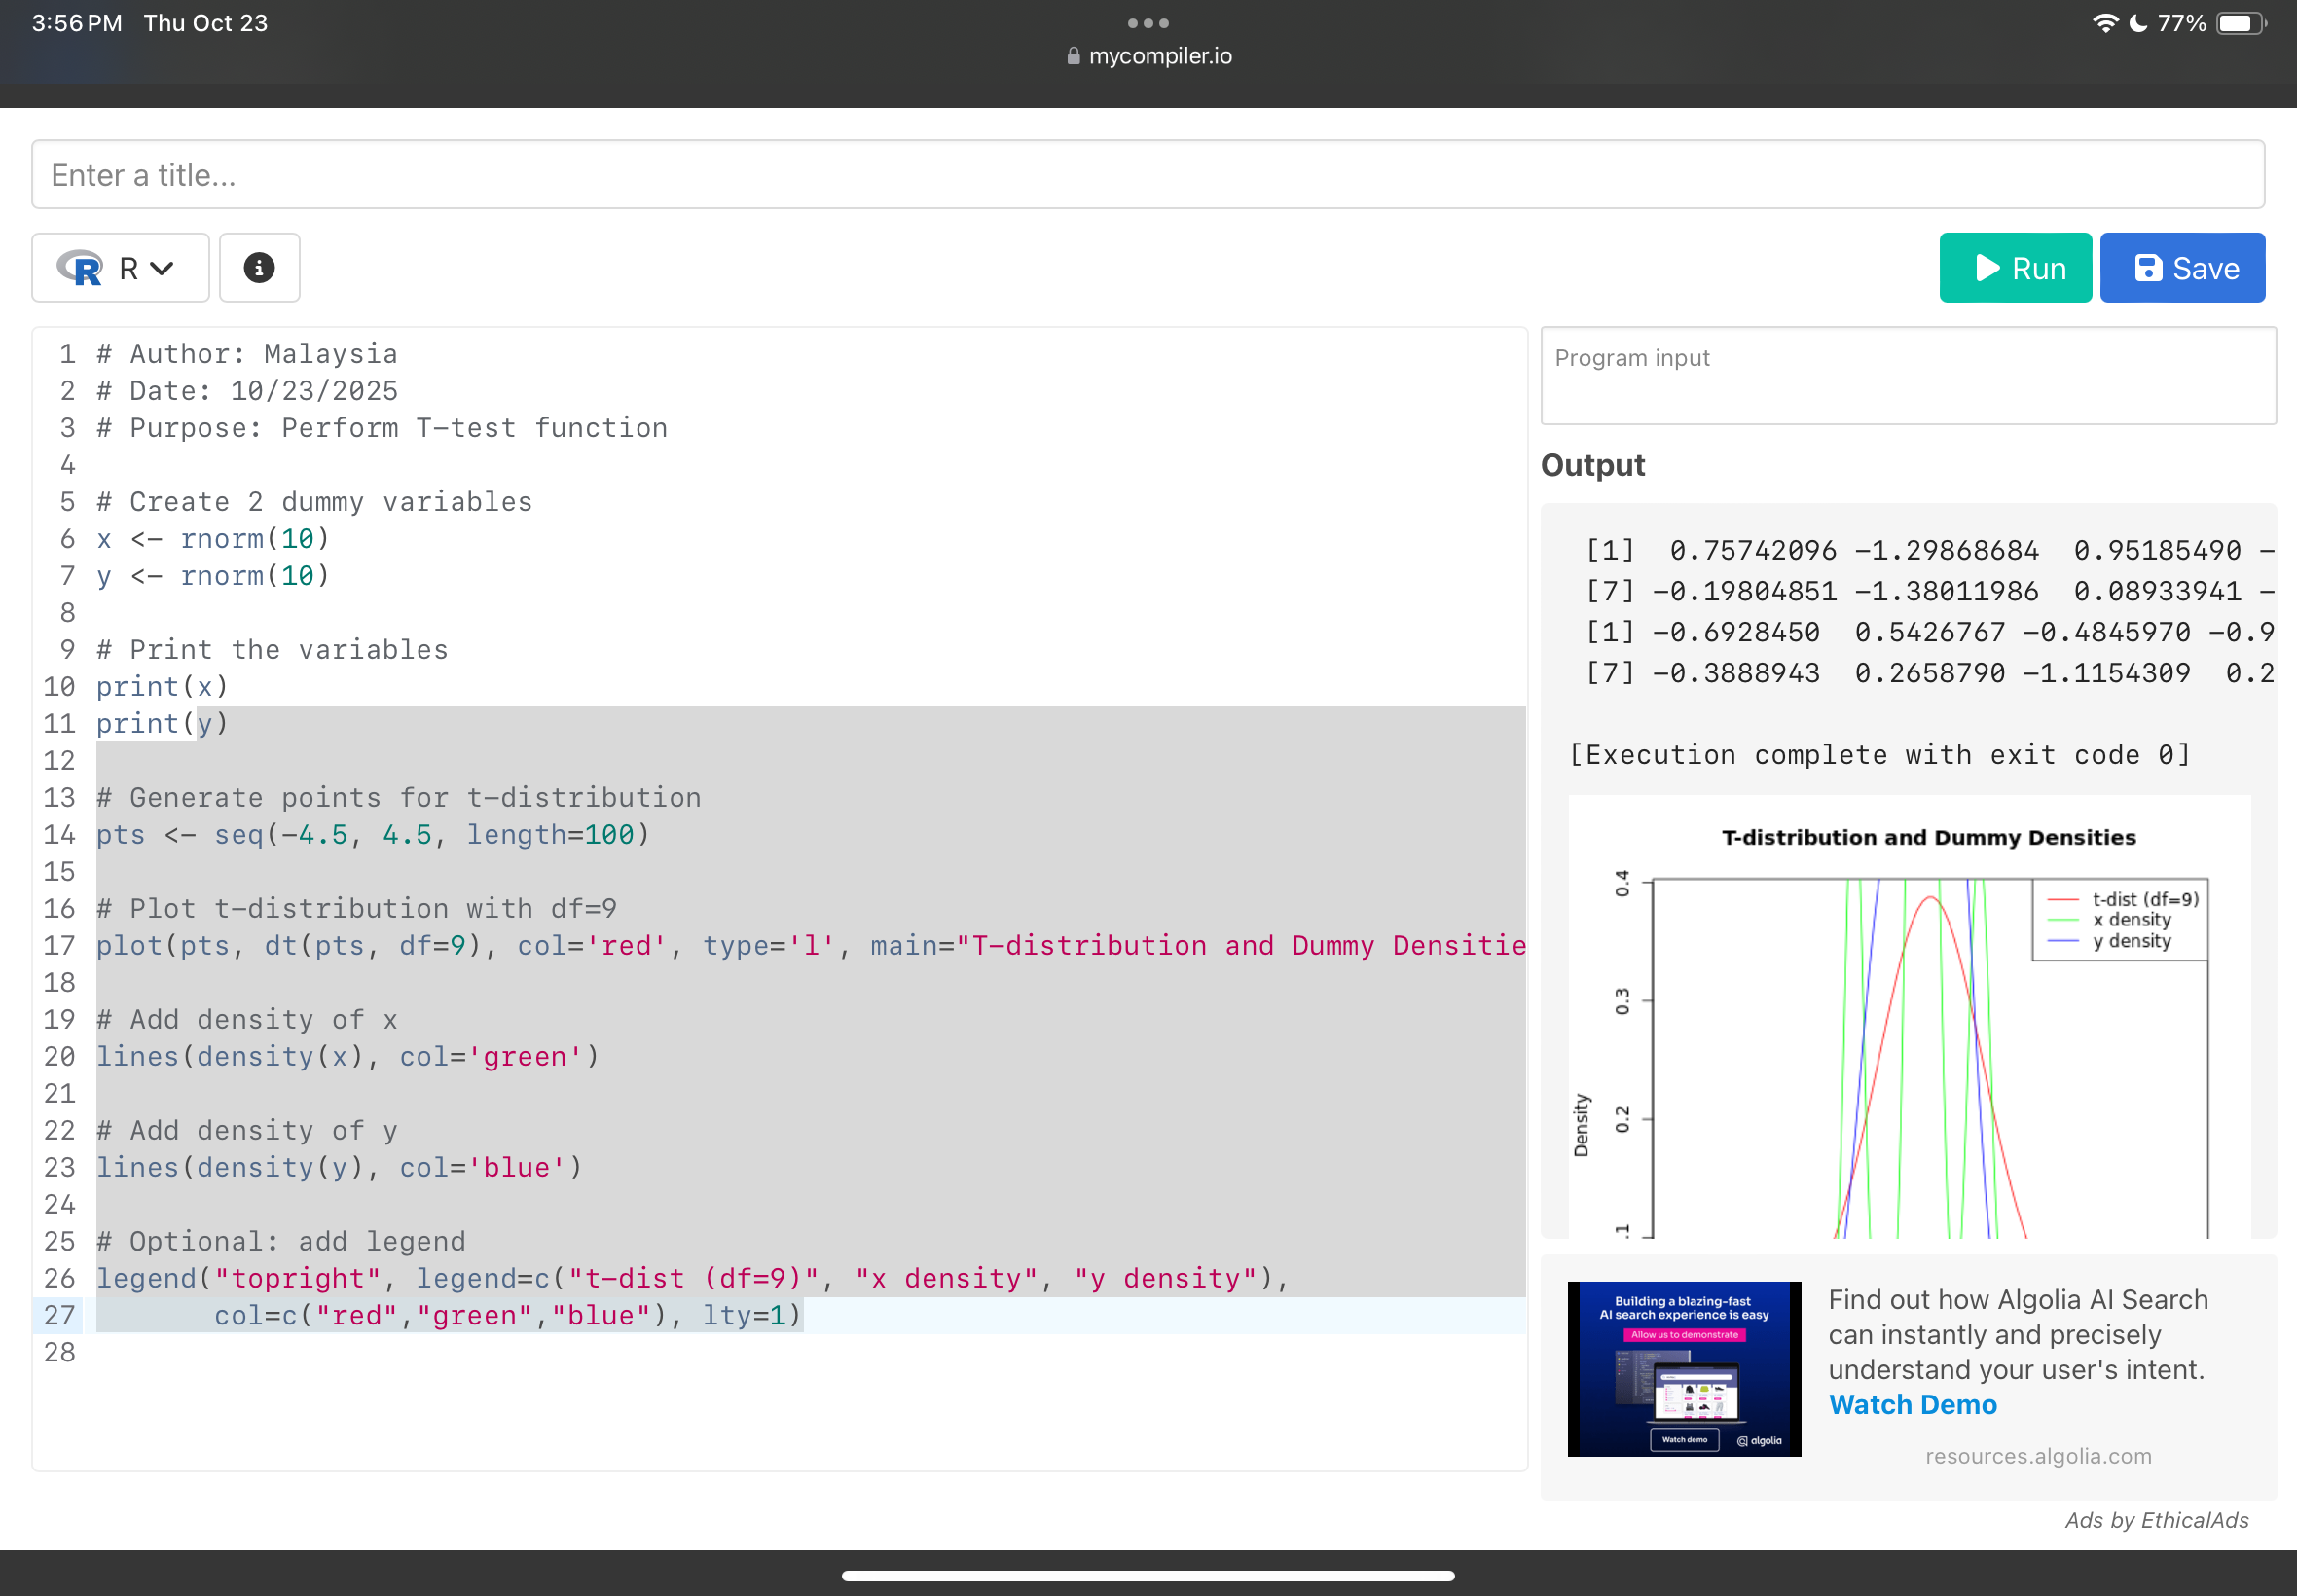 3:56 PM Thu Oct 23
77%
mycompiler.io
Enter a title...
R
Run
Save
1 # Author: Malaysia
2 # Date: 10/23/2025
3 # Purpose: Perform T-test function
4
5 # Create 2 dummy variables
6 x <- rnorm(10)
7 y <- rnorm(10)
8
9 # Print the variables
10 print(x)
11 print(y)
12
13 # Generate points for t-distribution
14 pts <- seq(-4.5, 4.5, length=100)
15
16 # Plot t-distribution with df=9
17 plot(pts, dt(pts, df=9), col='red', type='l', main="T-distribution and Dummy Densitie
18
19 # Add density of x
20 lines(density(x), col='green')
21
22 # Add density of y
23 lines(density(y), col='blue')
24
25 # Optional: add legend
26 legend("topright", legend=c("t-dist (df=9)", "x density", "y density"),
27 col=c("red","green","blue"), lty=1)
28
Program input
Output
[1] 0.75742096 -1.29868684 0.95185490 -
[7] -0.19804851 -1.38011986 0.08933941 -
[1] -0.6928450 0.5426767 -0.4845970 -0.9
[7] -0.3888943 0.2658790 -1.1154309 0.2
[Execution complete with exit code 0]
T-distribution and Dummy Densities
t-dist (df=9)
x density
y density
0.4
0.3
0.2
.1
Density
Building a blazing-fast
AI search experience is easy
Allow us to demonstrate
Watch demo
algolia
Find out how Algolia AI Search
can instantly and precisely
understand your user's intent.
Watch Demo
resources.algolia.com
Ads by EthicalAds